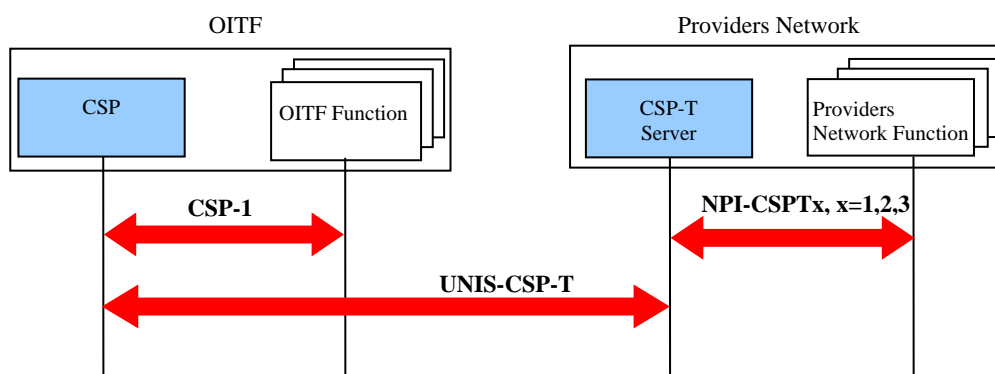 OITF
Providers Network
CSP
OITF Function
CSP-T
Server
Providers
Network Function
CSP-1
NPI-CSPTx, x=1,2,3
UNIS-CSP-T